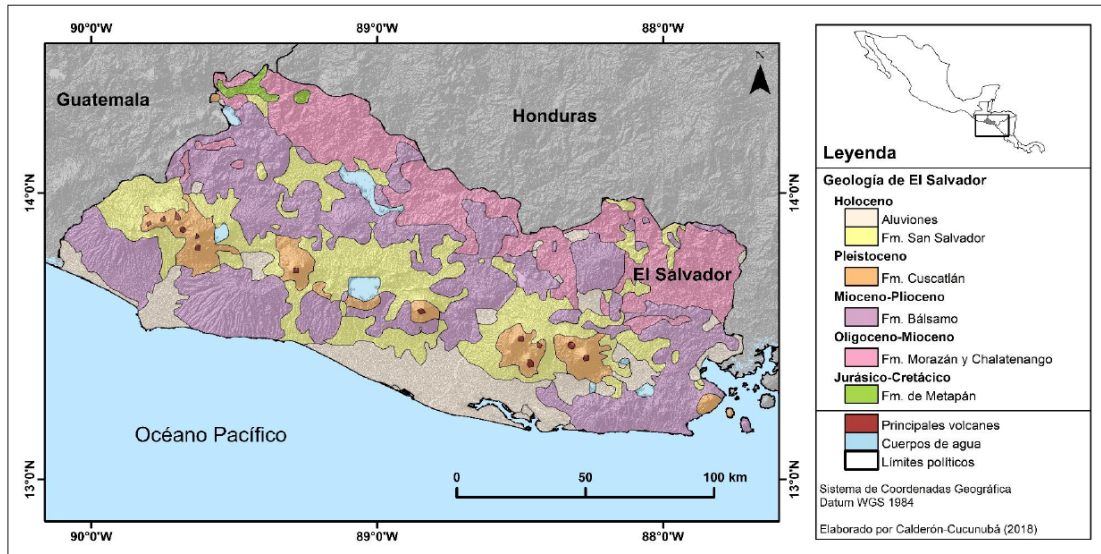 90°0'W 89°0'W 88°0'W
N
Guatemala
Honduras
14°0'N
14°0'N
El Salvador
Océano Pacífico
0 50 100 km
13°0'N
13°0'N
90°0'W 89°0'W 88°0'W
Leyenda
Geología de El Salvador
Holoceno
Aluviones
Fm. San Salvador
Pleistoceno
Fm. Cuscatlán
Mioceno-Plioceno
Fm. Bálsamo
Oligoceno-Mioceno
Fm. Morazán y Chalatenango
Jurásico-Cretácico
Fm. de Metapán
Principales volcanes
Cuerpos de agua
Límites políticos
Sistema de Coordenadas Geográfica
Datum WGS 1984
Elaborado por Calderón-Cucunubá (2018)